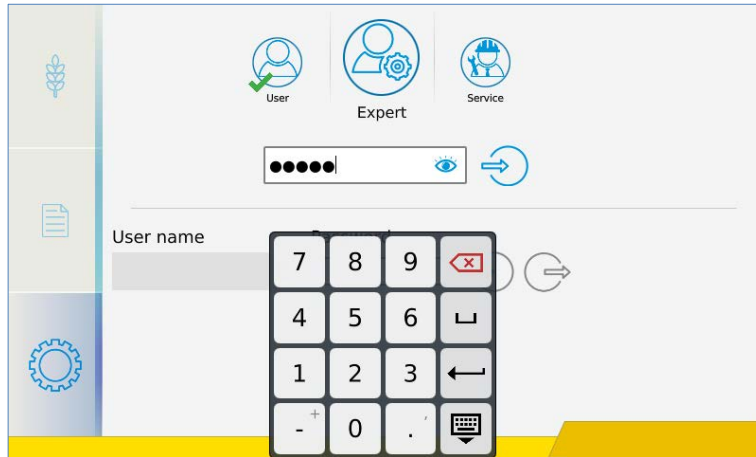 User
Expert
Service
●●●●●
User name
7 8 9
4 5 6
1 2 3
- + 0 . ,